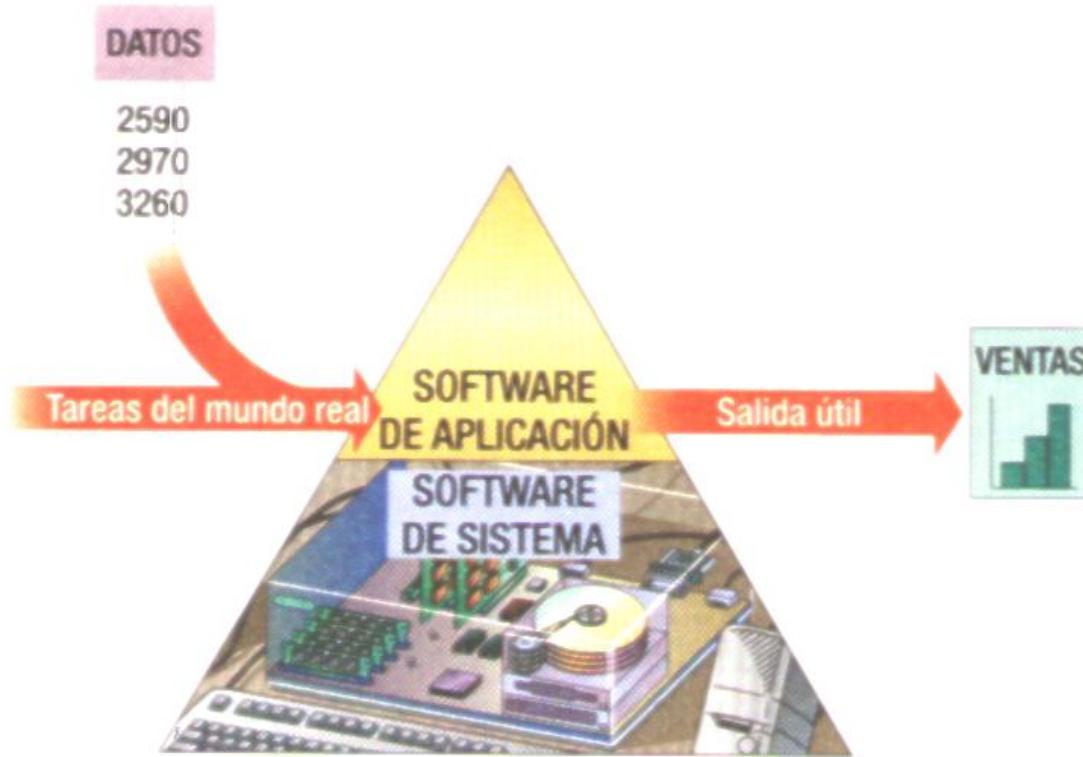 DATOS
2590
2970
3260
Tareas del mundo real
SOFTWARE
DE APLICACIÓN
SOFTWARE
DE SISTEMA
Salida útil
VENTAS